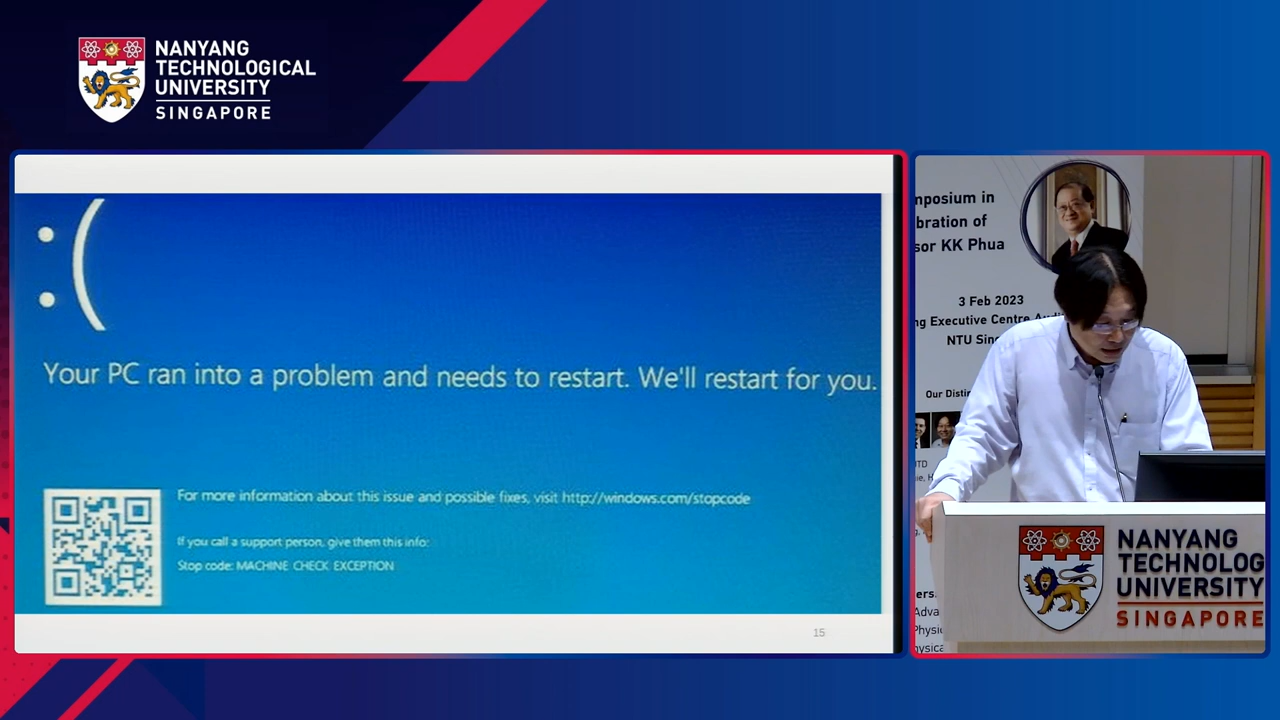 NANYANG
TECHNOLOGICAL
UNIVERSITY
SINGAPORE
:(
Your PC ran into a problem and needs to restart. We'll restart for you.
For more information about this issue and possible fixes, visit http://windows.com/stopcode
If you call a support person, give them this info:
Stop code: MACHINE CHECK EXCEPTION
15
mposium in
bration of
sor KK Phua
3 Feb 2023
ng Executive Centre Audi
NTU Sin
Our Distin
NANYANG
TECHNOLOG
UNIVERSITY
SINGAPORE